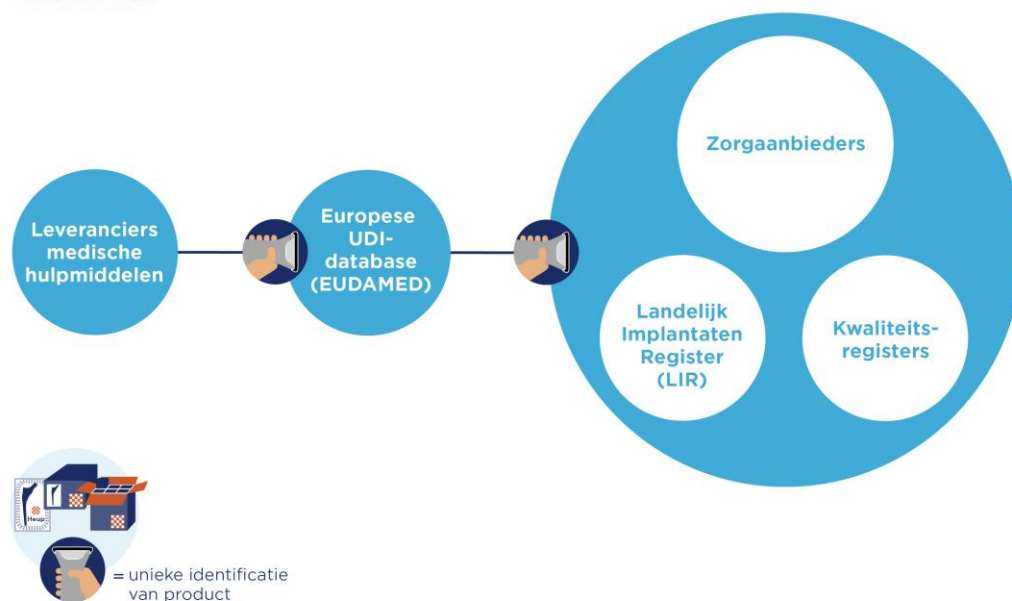 Leveranciers
medische
hulpmiddelen
Europese
UDI-
database
(EUDAMED)
Zorgaanbieders
Landelijk
Implantaten
Register
(LIR)
Kwaliteits-
registers
Heup
= unieke identificatie
van product